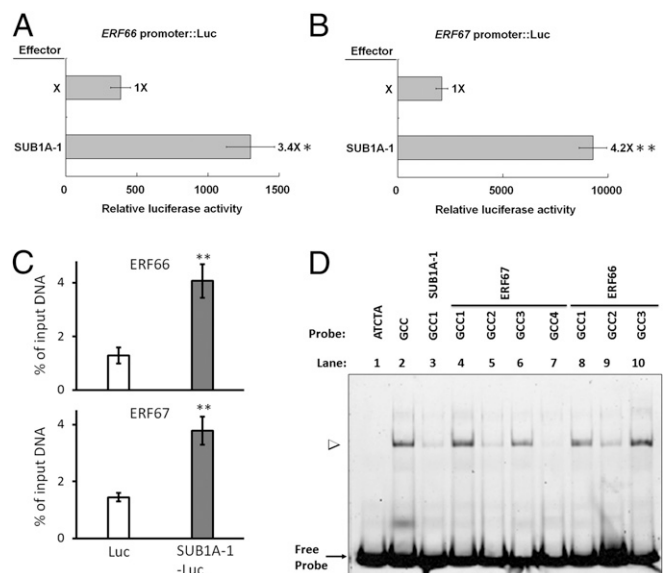 A
ERF66 promoter::Luc
Effector
X
1X
SUB1A-1
3.4X *
0 500 1000 1500
Relative luciferase activity
B
ERF67 promoter::Luc
Effector
X
1X
SUB1A-1
4.2X * *
0 5000 10000
Relative luciferase activity
C
ERF66
**
4
2
0
% of input DNA
ERF67
**
4
2
0
% of input DNA
Luc
SUB1A-1
-Luc
D
SUB1A-1
ERF67
ERF66
Probe: ATCTA GCC GCC1 GCC1 GCC2 GCC3 GCC4 GCC1 GCC2 GCC3
Lane: 1 2 3 4 5 6 7 8 9 10
Free
Probe